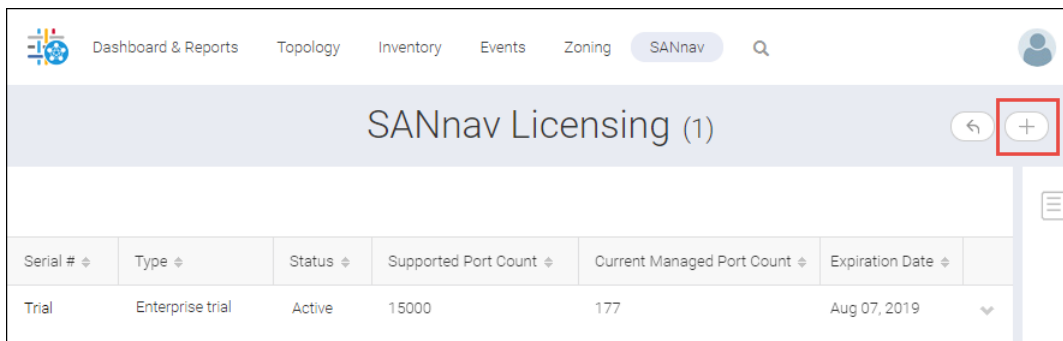 Dashboard & Reports Topology Inventory Events Zoning SANnav
SANnav Licensing (1)
Serial # Type Status Supported Port Count Current Managed Port Count Expiration Date
Trial Enterprise trial Active 15000 177 Aug 07, 2019